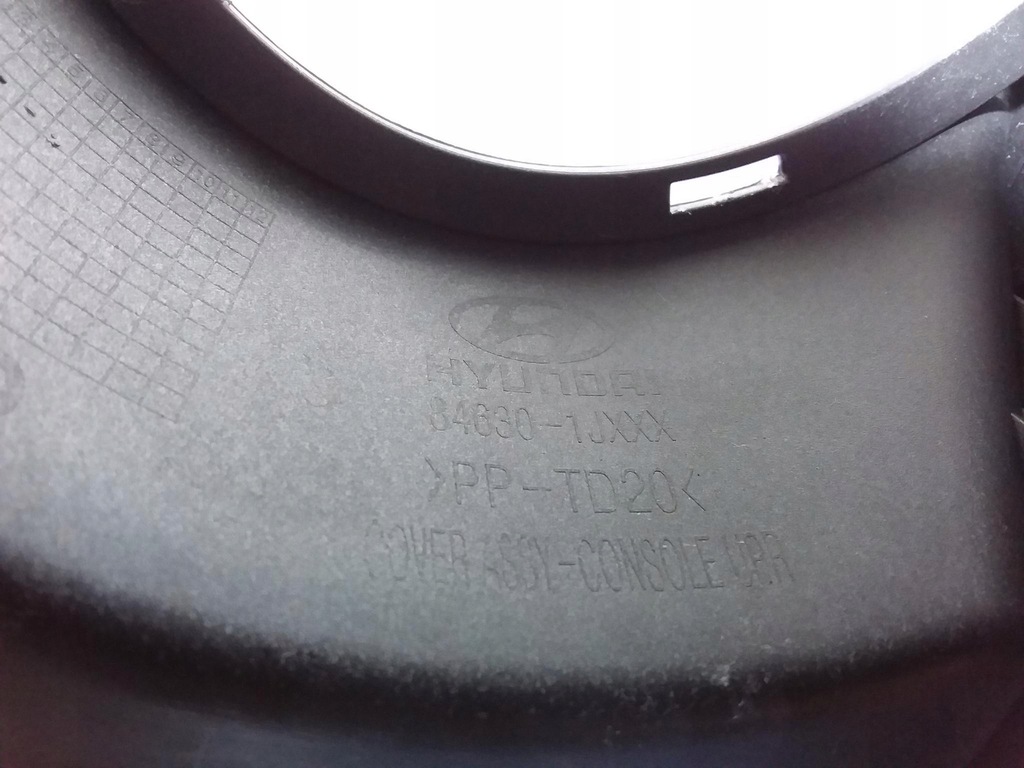 HYUNDAI
84630-1JXXX
>PP-TD20<
COVER ASSY-CONSOLE UPR